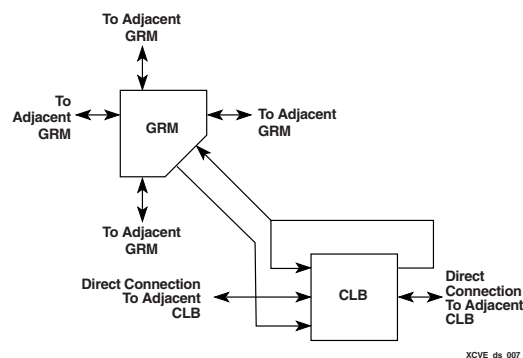 To Adjacent
GRM
To
Adjacent
GRM
GRM
To Adjacent
GRM
To Adjacent
GRM
Direct Connection
To Adjacent
CLB
CLB
Direct
Connection
To Adjacent
CLB
XCVE_ds_007